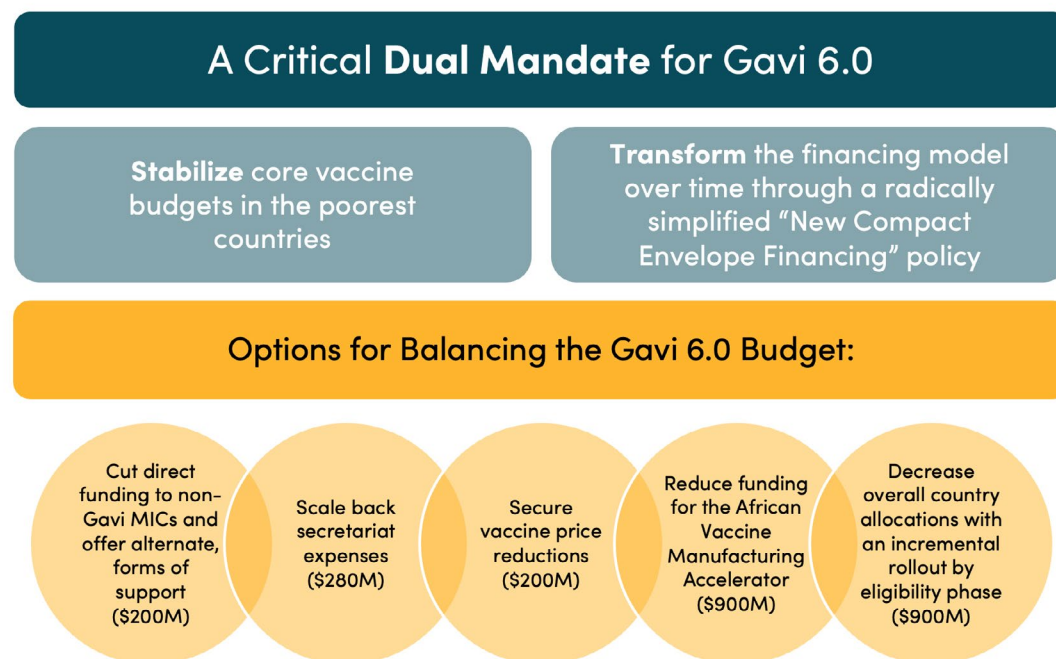 A Critical Dual Mandate for Gavi 6.0
Stabilize core vaccine
budgets in the poorest
countries
Transform the financing model
over time through a radically
simplified “New Compact
Envelope Financing” policy
Options for Balancing the Gavi 6.0 Budget:
Cut direct
funding to non-
Gavi MICs and
offer alternate,
forms of
support
($200M)
Scale back
secretariat
expenses
($280M)
Secure
vaccine price
reductions
($200M)
Reduce funding
for the African
Vaccine
Manufacturing
Accelerator
($900M)
Decrease
overall country
allocations with
an incremental
rollout by
eligibility phase
($900M)